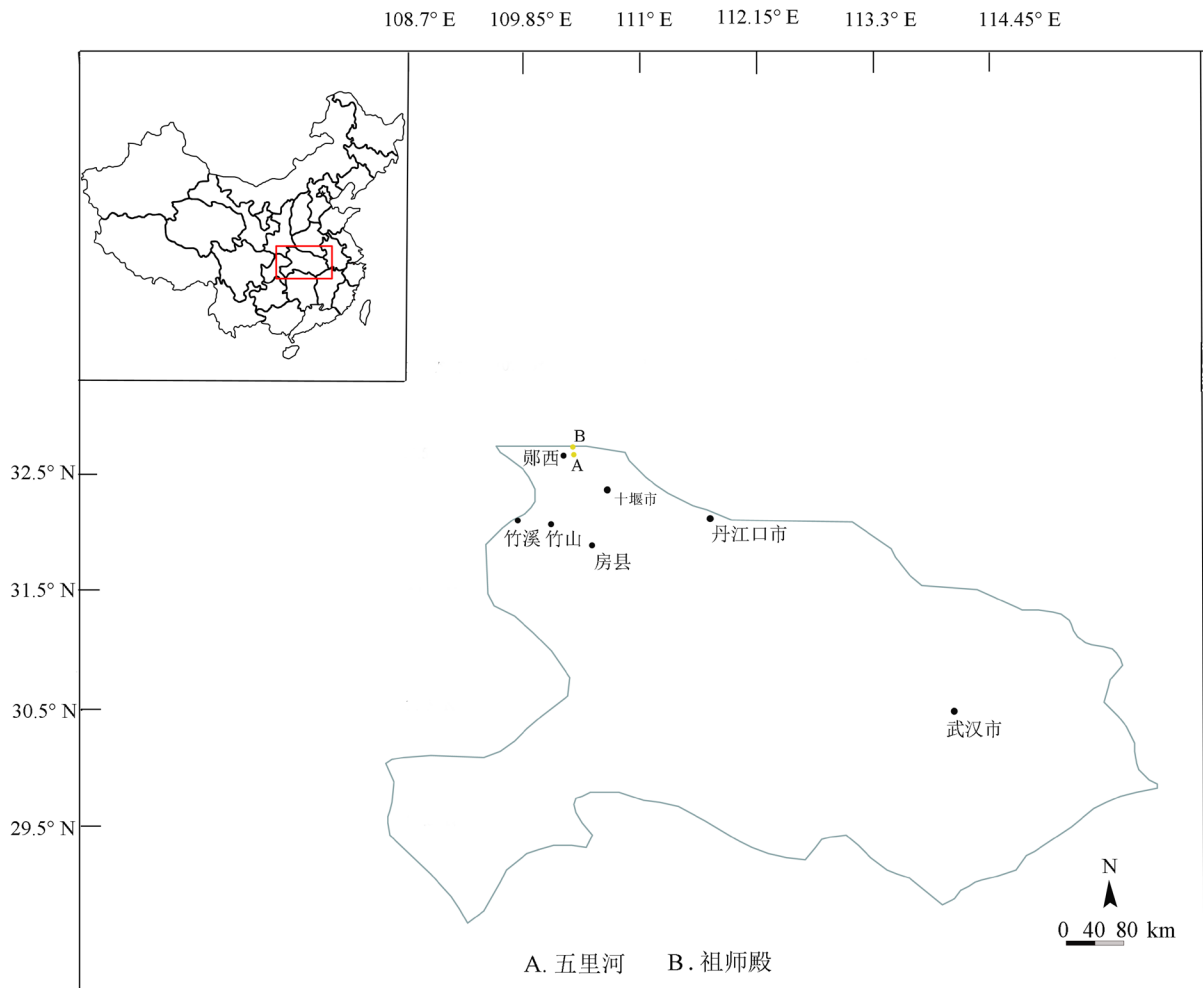 108.7° E 109.85° E 111° E 112.15° E 113.3° E 114.45° E
B
32.5° N
郧西
A
十堰市
竹溪 竹山
丹江口市
房县
31.5° N
30.5° N
武汉市
29.5° N
N
0 40 80 km
A. 五里河 B. 祖师殿